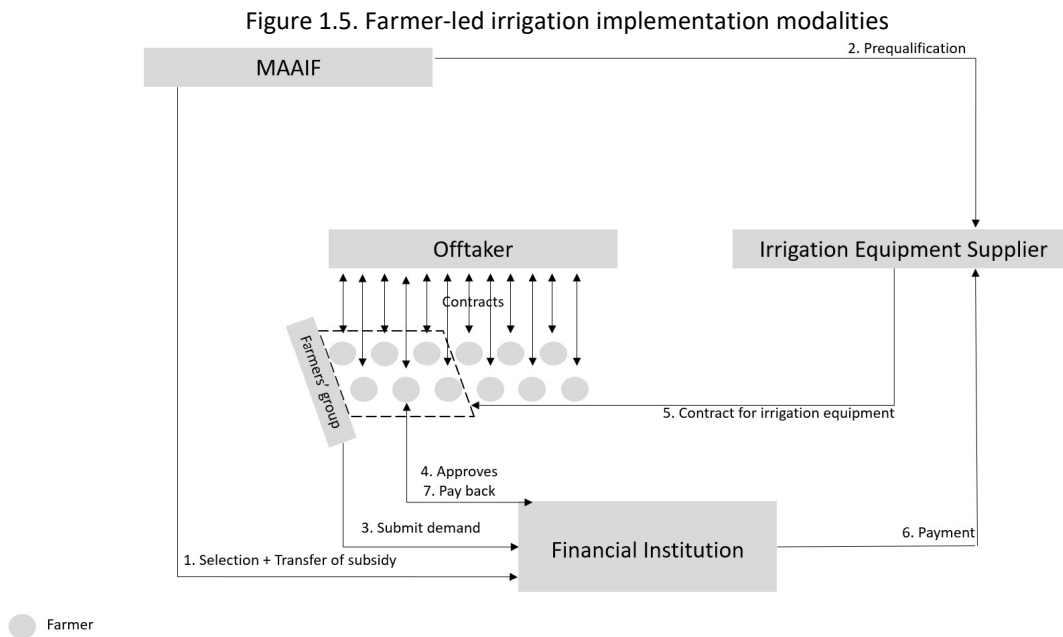 Figure 1.5. Farmer-led irrigation implementation modalities
2. Prequalification
MAAIF
Offtaker
Irrigation Equipment Supplier
Contracts
Farmers' group
5. Contract for irrigation equipment
4. Approves
7. Pay back
3. Submit demand
6. Payment
Financial Institution
1. Selection + Transfer of subsidy
Farmer